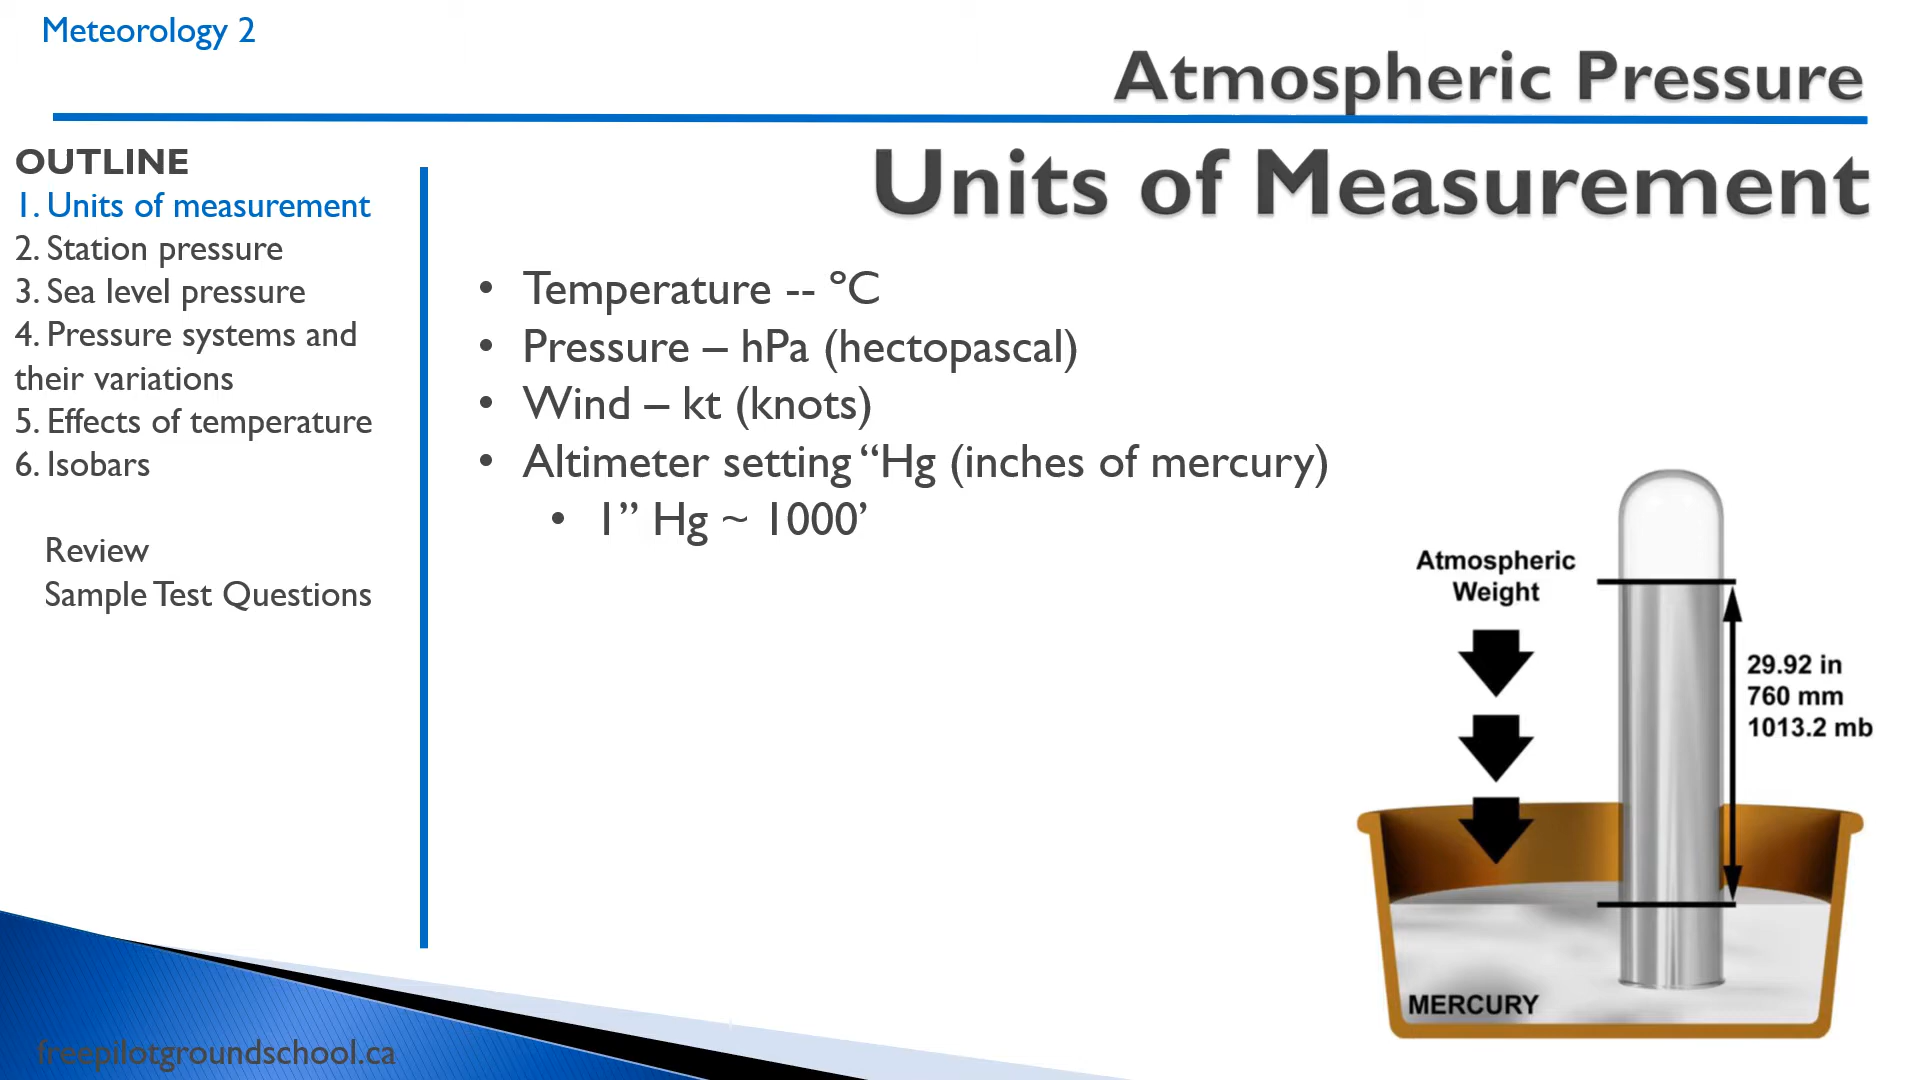 Meteorology 2
Atmospheric Pressure
OUTLINE
1. Units of measurement
2. Station pressure
3. Sea level pressure
4. Pressure systems and
their variations
5. Effects of temperature
6. Isobars
Review
Sample Test Questions
Units of Measurement
• Temperature -- ºC
• Pressure – hPa (hectopascal)
• Wind – kt (knots)
• Altimeter setting “Hg (inches of mercury)
• 1” Hg ~ 1000’
Atmospheric
Weight
29.92 in
760 mm
1013.2 mb
MERCURY
freepilotgroundschool.ca